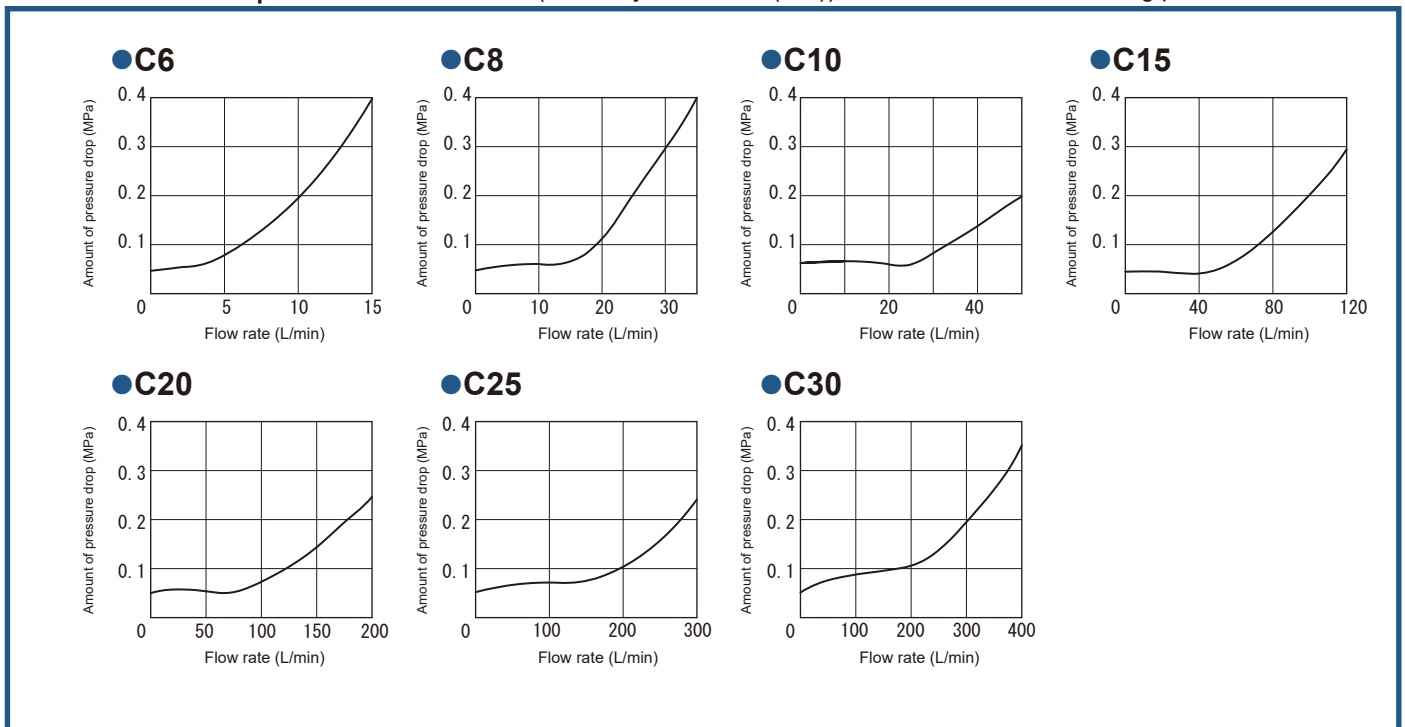 ●C6
Amount of pressure drop (MPa)
0.4
0.3
0.2
0.1
0 5 10 15
Flow rate (L/min)
●C8
Amount of pressure drop (MPa)
0.4
0.3
0.2
0.1
0 10 20 30
Flow rate (L/min)
●C10
Amount of pressure drop (MPa)
0.4
0.3
0.2
0.1
0 20 40
Flow rate (L/min)
●C15
Amount of pressure drop (MPa)
0.4
0.3
0.2
0.1
0 40 80 120
Flow rate (L/min)
●C20
Amount of pressure drop (MPa)
0.4
0.3
0.2
0.1
0 50 100 150 200
Flow rate (L/min)
●C25
Amount of pressure drop (MPa)
0.4
0.3
0.2
0.1
0 100 200 300
Flow rate (L/min)
●C30
Amount of pressure drop (MPa)
0.4
0.3
0.2
0.1
0 100 200 300 400
Flow rate (L/min)